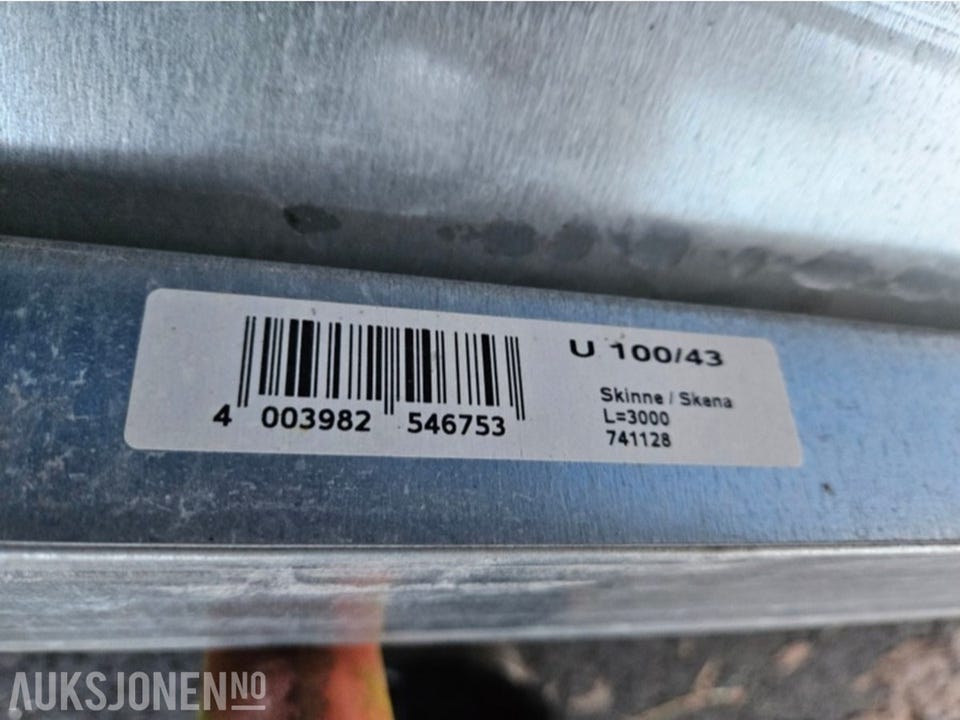 4 003982 546753
U 100/43
Skinne / Skena
L=3000
741128
AUKSJONEN.NO